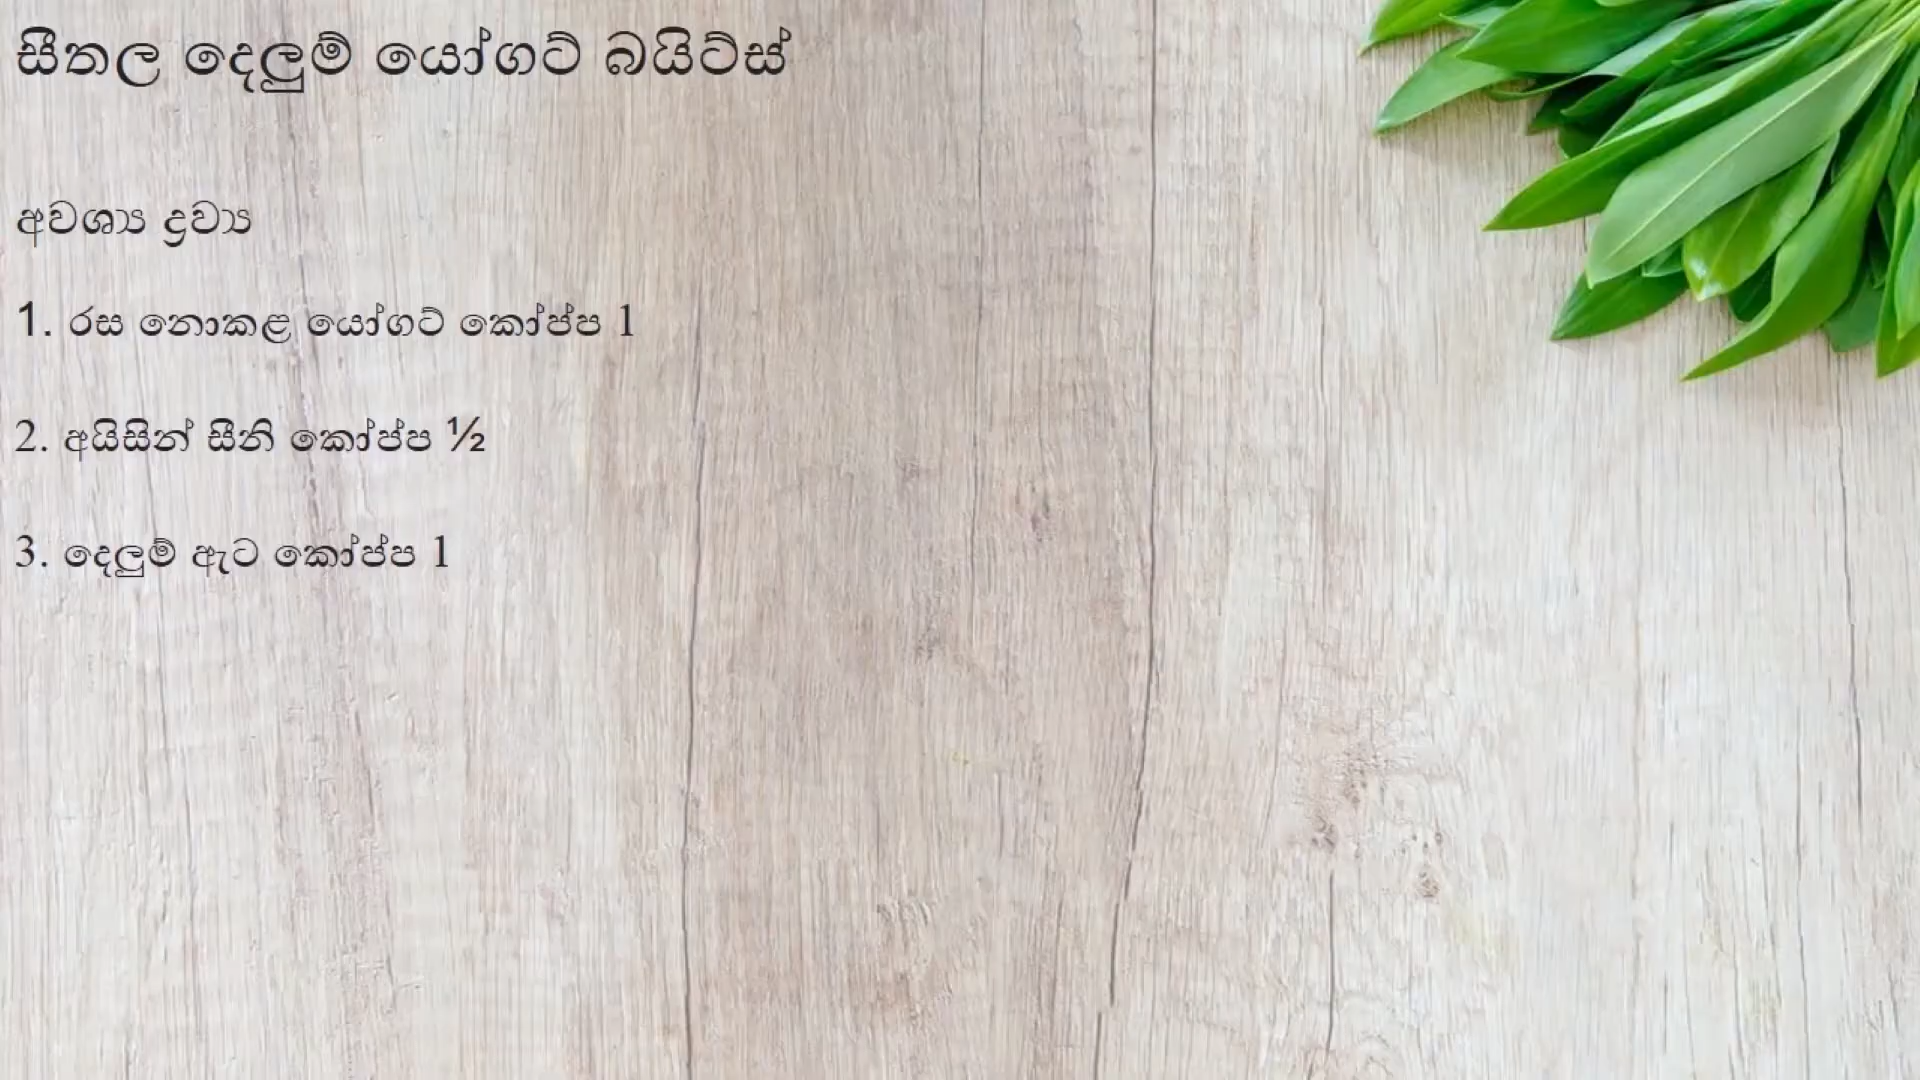 සීතල දෙලුම් යෝගට් බයිට්ස්
අවශ්‍ය ද්‍රව්‍ය
1. රස නොකළ යෝගට් කෝප්ප 1
2. අයිසින් සීනි කෝප්ප ½
3. දෙලුම් ඇට කෝප්ප 1